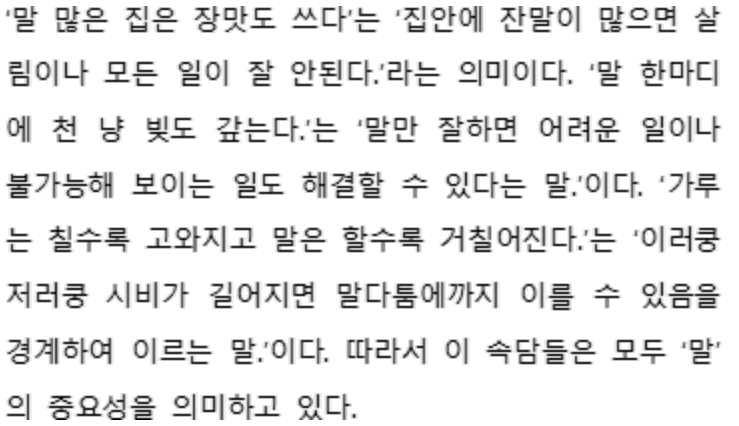 ‘말 많은 집은 장맛도 쓰다’는 ‘집안에 잔말이 많으면 살
림이나 모든 일이 잘 안된다.’라는 의미이다. ‘말 한마디
에 천 냥 빚도 갚는다.’는 ‘말만 잘하면 어려운 일이나
불가능해 보이는 일도 해결할 수 있다는 말.’이다. ‘가루
는 칠수록 고와지고 말은 할수록 거칠어진다.’는 ‘이러쿵
저러쿵 시비가 길어지면 말다툼에까지 이를 수 있음을
경계하여 이르는 말.’이다. 따라서 이 속담들은 모두 ‘말’
의 중요성을 의미하고 있다.